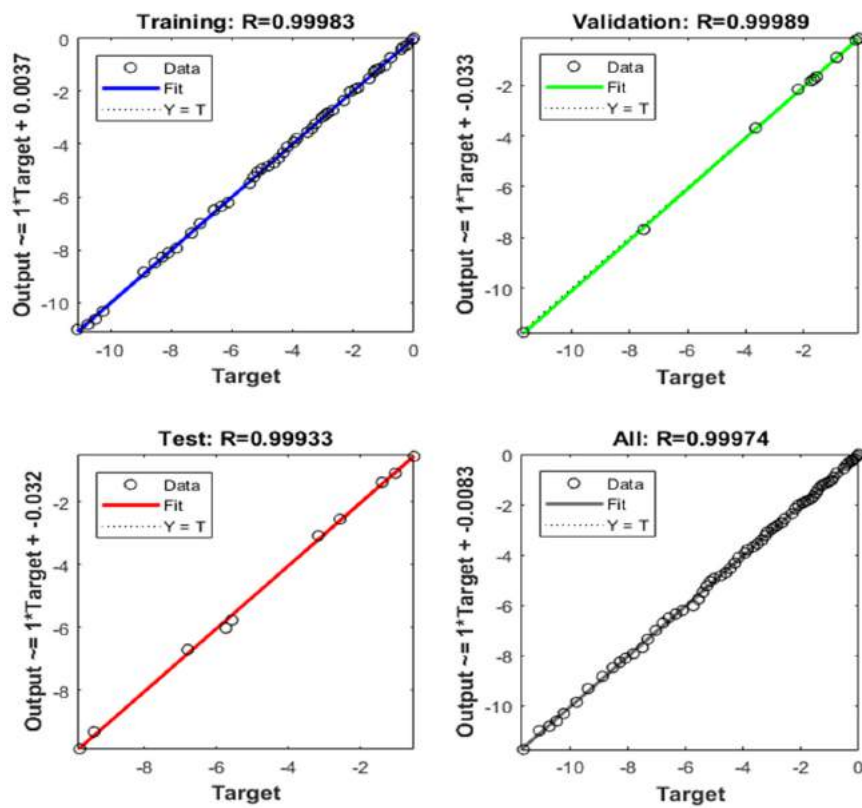 Training: R=0.99983
Output ~= 1*Target + 0.0037
0
-2
-4
-6
-8
-10
Data
Fit
Y = T
-10
-8
-6
-4
-2
0
Target
Validation: R=0.99989
Output ~= 1*Target + -0.033
-2
-4
-6
-8
-10
Data
Fit
Y = T
-10
-8
-6
-4
-2
Target
Test: R=0.99933
Output ~= 1*Target + -0.032
-2
-4
-6
-8
Data
Fit
Y = T
-8
-6
-4
-2
Target
All: R=0.99974
Output ~= 1*Target + -0.0083
0
-2
-4
-6
-8
-10
Data
Fit
Y = T
-10
-8
-6
-4
-2
0
Target